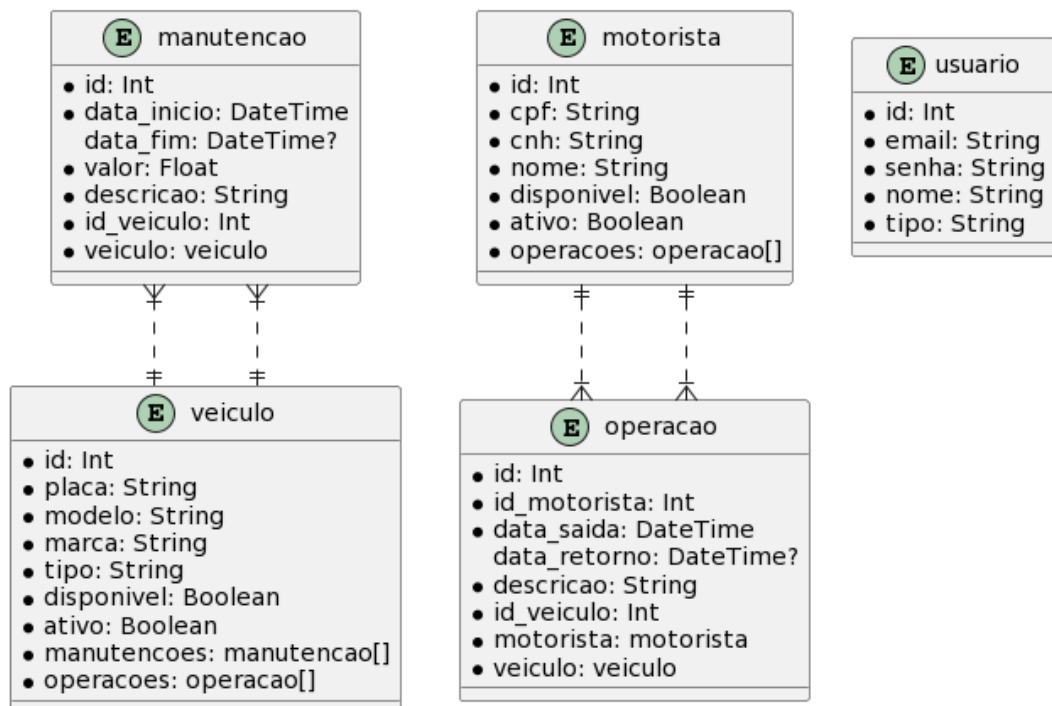 E manutencao
id: Int
data_inicio: DateTime
data_fim: DateTime?
valor: Float
descricao: String
id_veiculo: Int
veiculo: veiculo
E motorista
id: Int
cpf: String
cnh: String
nome: String
disponivel: Boolean
ativo: Boolean
operacoes: operacao[]
E usuario
id: Int
email: String
senha: String
nome: String
tipo: String
E veiculo
id: Int
placa: String
modelo: String
marca: String
tipo: String
disponivel: Boolean
ativo: Boolean
manutencoes: manutencao[]
operacoes: operacao[]
E operacao
id: Int
id_motorista: Int
data_saida: DateTime
data_retorno: DateTime?
descricao: String
id_veiculo: Int
motorista: motorista
veiculo: veiculo